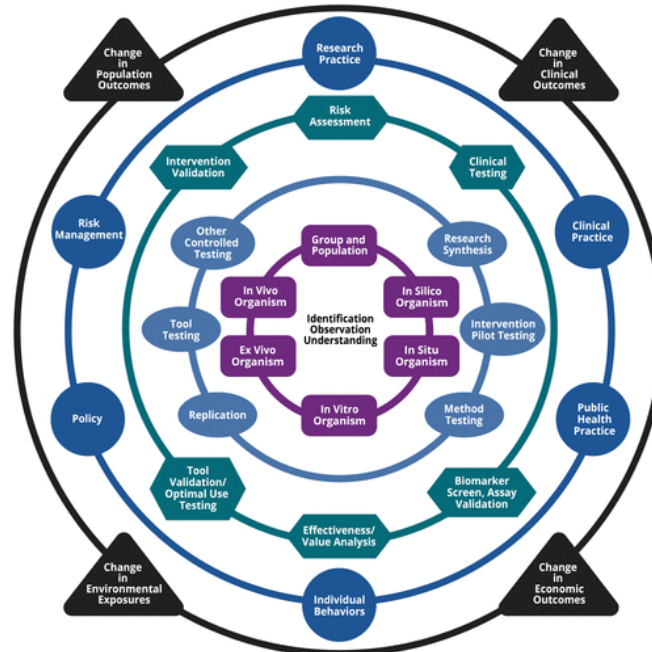 Change
in
Population
Outcomes
Research
Practice
Change
in
Clinical
Outcomes
Risk
Assessment
Intervention
Validation
Clinical
Testing
Risk
Management
Other
Controlled
Testing
Group and
Population
Research
Synthesis
Clinical
Practice
In Vivo
Organism
In Silico
Organism
Tool
Testing
Identification
Observation
Understanding
Intervention
Pilot Testing
Ex Vivo
Organism
In Situ
Organism
Policy
Replication
In Vitro
Organism
Method
Testing
Public
Health
Practice
Tool
Validation/
Optimal Use
Testing
Biomarker
Screen, Assay
Validation
Effectiveness/
Value Analysis
Change
in
Environmental
Exposures
Individual
Behaviors
Change
in
Economic
Outcomes